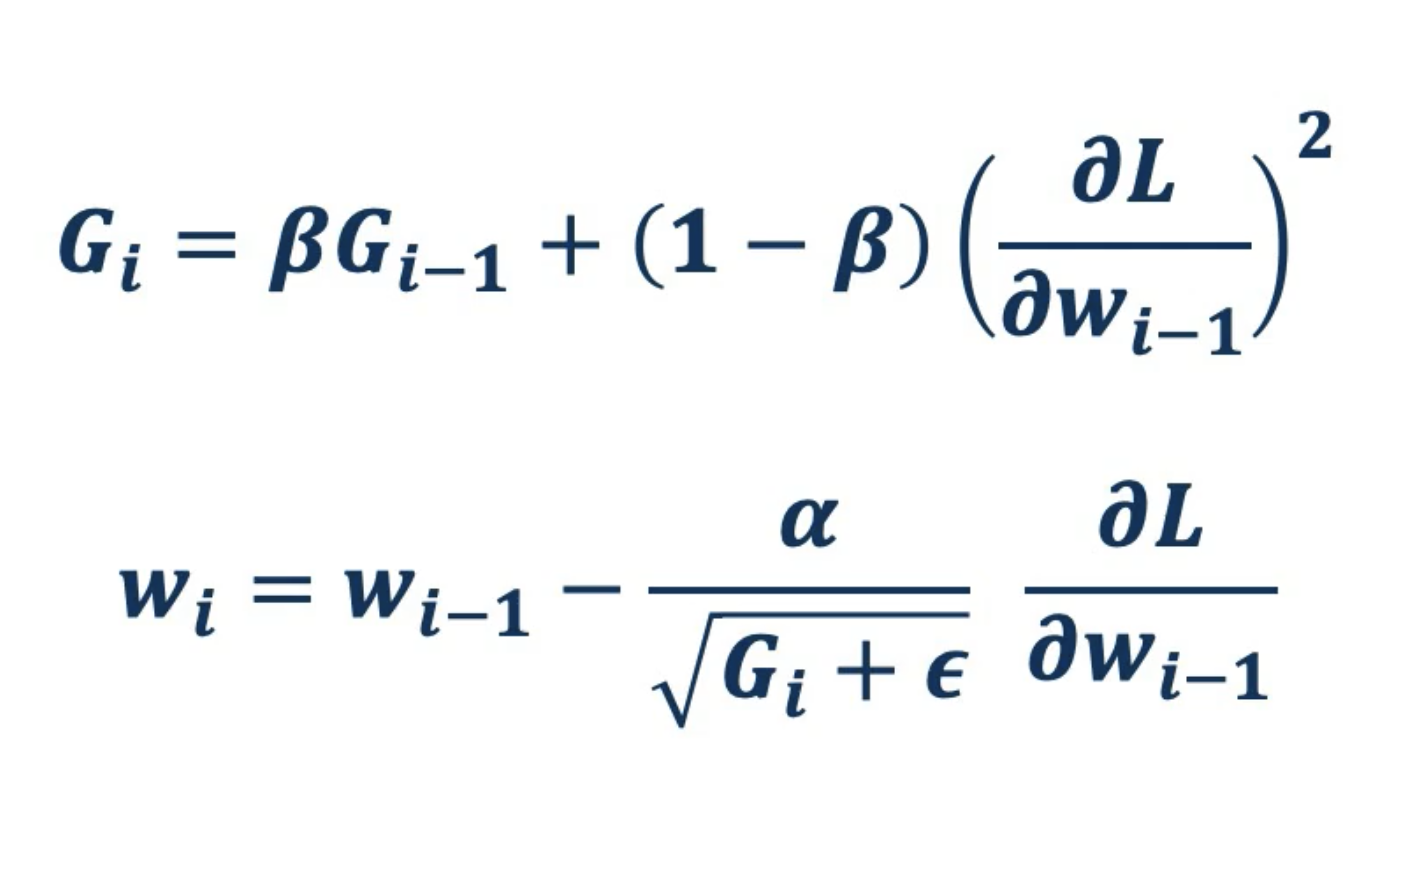 G_i = βG_{i−1} + (1 − β) (∂L / ∂w_{i−1})^2
w_i = w_{i−1} − α / √(G_i + ϵ) ∂L / ∂w_{i−1}